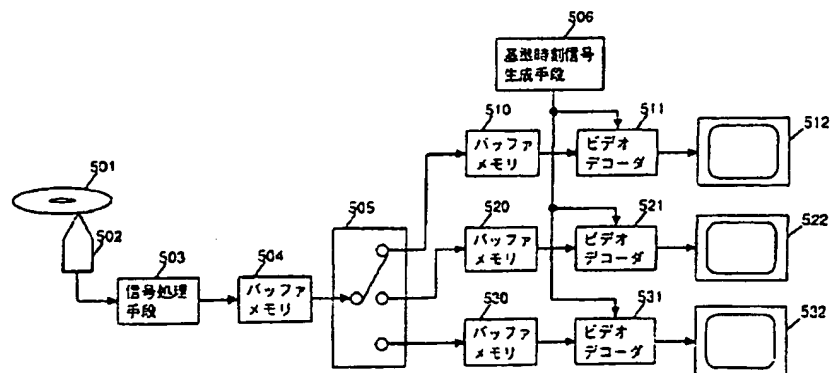 506
基準時刻信号
生成手段
510
バッファ
メモリ
511
ビデオ
デコーダ
512
501
502
503
信号処理
手段
504
バッファ
メモリ
505
520
バッファ
メモリ
521
ビデオ
デコーダ
522
530
バッファ
メモリ
531
ビデオ
デコーダ
532